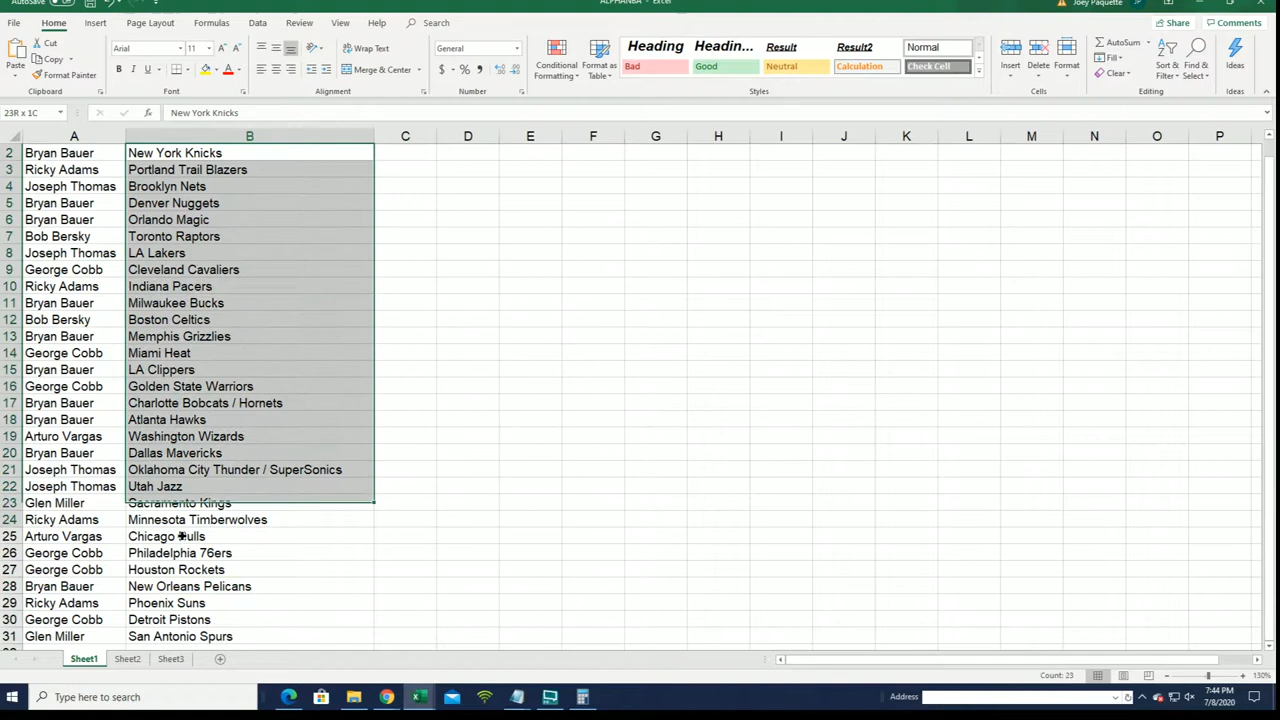 AutoSave Off ALPHANBA - Excel Joey Paquette JP
File Home Insert Page Layout Formulas Data Review View Help Search Share Comments
Paste Cut Copy Format Painter Clipboard
Arial 11 A A B I U A Font
Wrap Text Merge & Center Alignment
General $ % , Number
Conditional Formatting Format as Table
Heading Headin... Result Result2 Normal
Bad Good Neutral Calculation Check Cell
Styles
Insert Delete Format Cells
AutoSum Fill Clear Sort & Filter Find & Select Editing
Ideas Ideas
23R x 1C fx New York Knicks
A B C D E F G H I J K L M N O P
2 Bryan Bauer New York Knicks
3 Ricky Adams Portland Trail Blazers
4 Joseph Thomas Brooklyn Nets
5 Bryan Bauer Denver Nuggets
6 Bryan Bauer Orlando Magic
7 Bob Bersky Toronto Raptors
8 Joseph Thomas LA Lakers
9 George Cobb Cleveland Cavaliers
10 Ricky Adams Indiana Pacers
11 Bryan Bauer Milwaukee Bucks
12 Bob Bersky Boston Celtics
13 Bryan Bauer Memphis Grizzlies
14 George Cobb Miami Heat
15 Bryan Bauer LA Clippers
16 George Cobb Golden State Warriors
17 Bryan Bauer Charlotte Bobcats / Hornets
18 Bryan Bauer Atlanta Hawks
19 Arturo Vargas Washington Wizards
20 Bryan Bauer Dallas Mavericks
21 Joseph Thomas Oklahoma City Thunder / SuperSonics
22 Joseph Thomas Utah Jazz
23 Glen Miller Sacramento Kings
24 Ricky Adams Minnesota Timberwolves
25 Arturo Vargas Chicago Bulls
26 George Cobb Philadelphia 76ers
27 George Cobb Houston Rockets
28 Bryan Bauer New Orleans Pelicans
29 Ricky Adams Phoenix Suns
30 George Cobb Detroit Pistons
31 Glen Miller San Antonio Spurs
Sheet1 Sheet2 Sheet3
Count: 23 130%
Type here to search Address 7:44 PM
7/8/2020